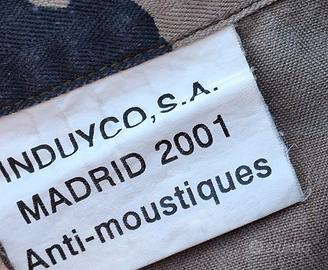 INDUYCO, S.A.
MADRID 2001
Anti-moustiques